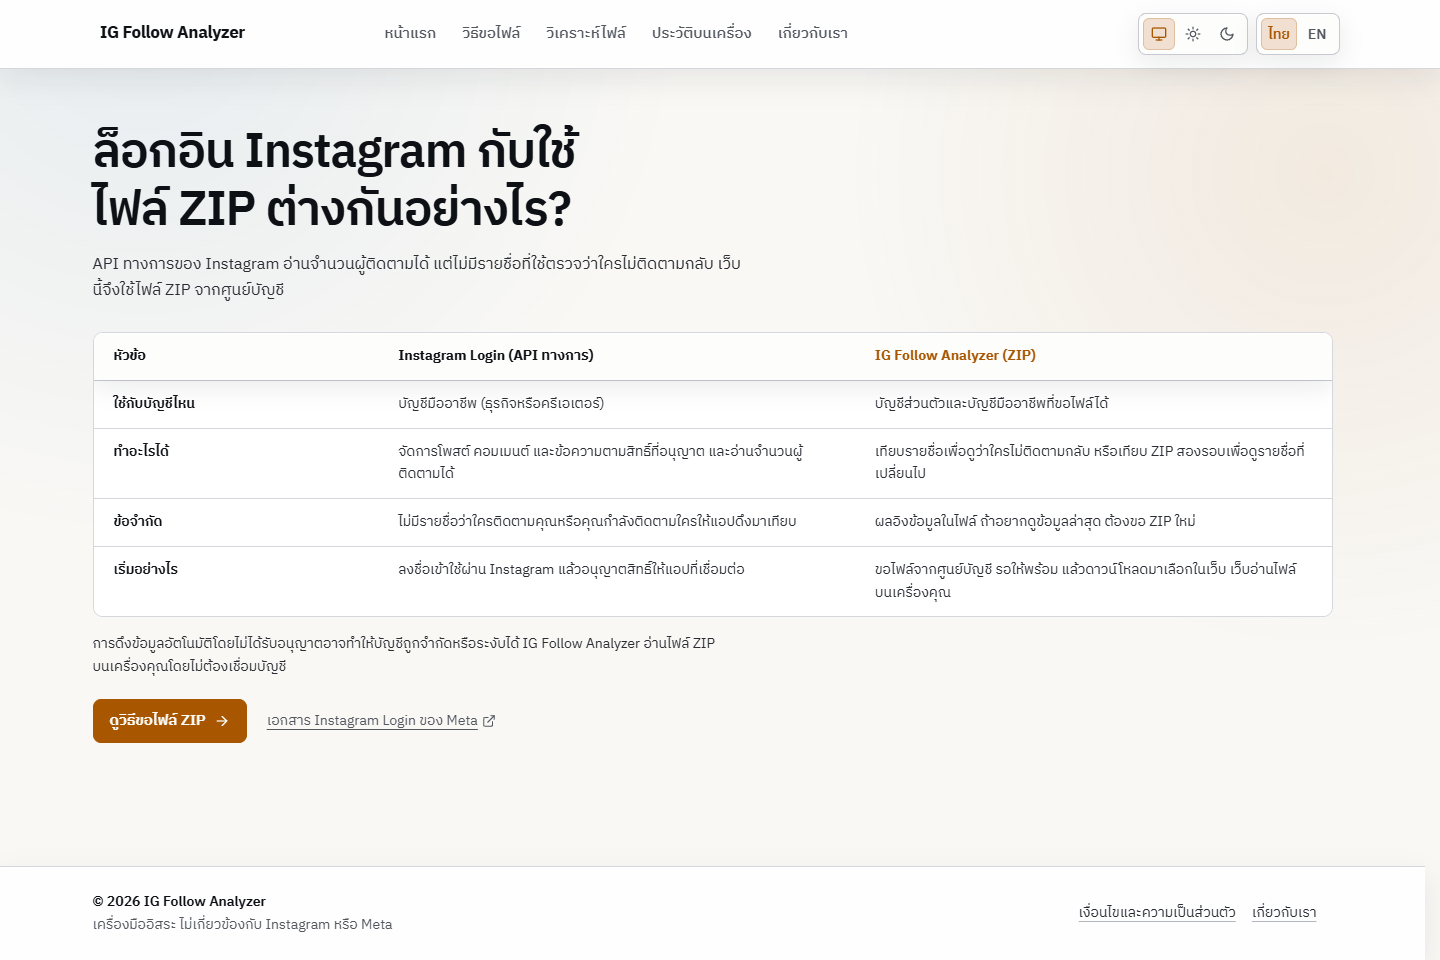 IG Follow Analyzer
หน้าแรก
วิธีขอไฟล์
วิเคราะห์ไฟล์
ประวัติบนเครื่อง
เกี่ยวกับเรา
ไทย
EN
ล็อกอิน Instagram กับใช้
ไฟล์ ZIP ต่างกันอย่างไร?
API ทางการของ Instagram อ่านจำนวนผู้ติดตามได้ แต่ไม่มีรายชื่อที่ใช้ตรวจว่าใครไม่ติดตามกลับ เว็บ
นี้จึงใช้ไฟล์ ZIP จากศูนย์บัญชี
หัวข้อ
Instagram Login (API ทางการ)
IG Follow Analyzer (ZIP)
ใช้กับบัญชีไหน
บัญชีมืออาชีพ (ธุรกิจหรือครีเอเตอร์)
บัญชีส่วนตัวและบัญชีมืออาชีพที่ขอไฟล์ได้
ทำอะไรได้
จัดการโพสต์ คอมเมนต์ และข้อความตามสิทธิ์ที่อนุญาต และอ่านจำนวนผู้
ติดตามได้
เทียบรายชื่อเพื่อดูว่าใครไม่ติดตามกลับ หรือเทียบ ZIP สองรอบเพื่อดูรายชื่อที่
เปลี่ยนไป
ข้อจำกัด
ไม่มีรายชื่อว่าใครติดตามคุณหรือคุณกำลังติดตามใครให้แอปดึงมาเทียบ
ผลอิงข้อมูลในไฟล์ ถ้าอยากดูข้อมูลล่าสุด ต้องขอ ZIP ใหม่
เริ่มอย่างไร
ลงชื่อเข้าใช้ผ่าน Instagram แล้วอนุญาตสิทธิ์ให้แอปที่เชื่อมต่อ
ขอไฟล์จากศูนย์บัญชี รอให้พร้อม แล้วดาวน์โหลดมาเลือกในเว็บ เว็บอ่านไฟล์
บนเครื่องคุณ
การดึงข้อมูลอัตโนมัติโดยไม่ได้รับอนุญาตอาจทำให้บัญชีถูกจำกัดหรือระงับได้ IG Follow Analyzer อ่านไฟล์ ZIP
บนเครื่องคุณโดยไม่ต้องเชื่อมบัญชี
ดูวิธีขอไฟล์ ZIP
เอกสาร Instagram Login ของ Meta
© 2026 IG Follow Analyzer
เครื่องมืออิสระ ไม่เกี่ยวข้องกับ Instagram หรือ Meta
เงื่อนไขและความเป็นส่วนตัว
เกี่ยวกับเรา